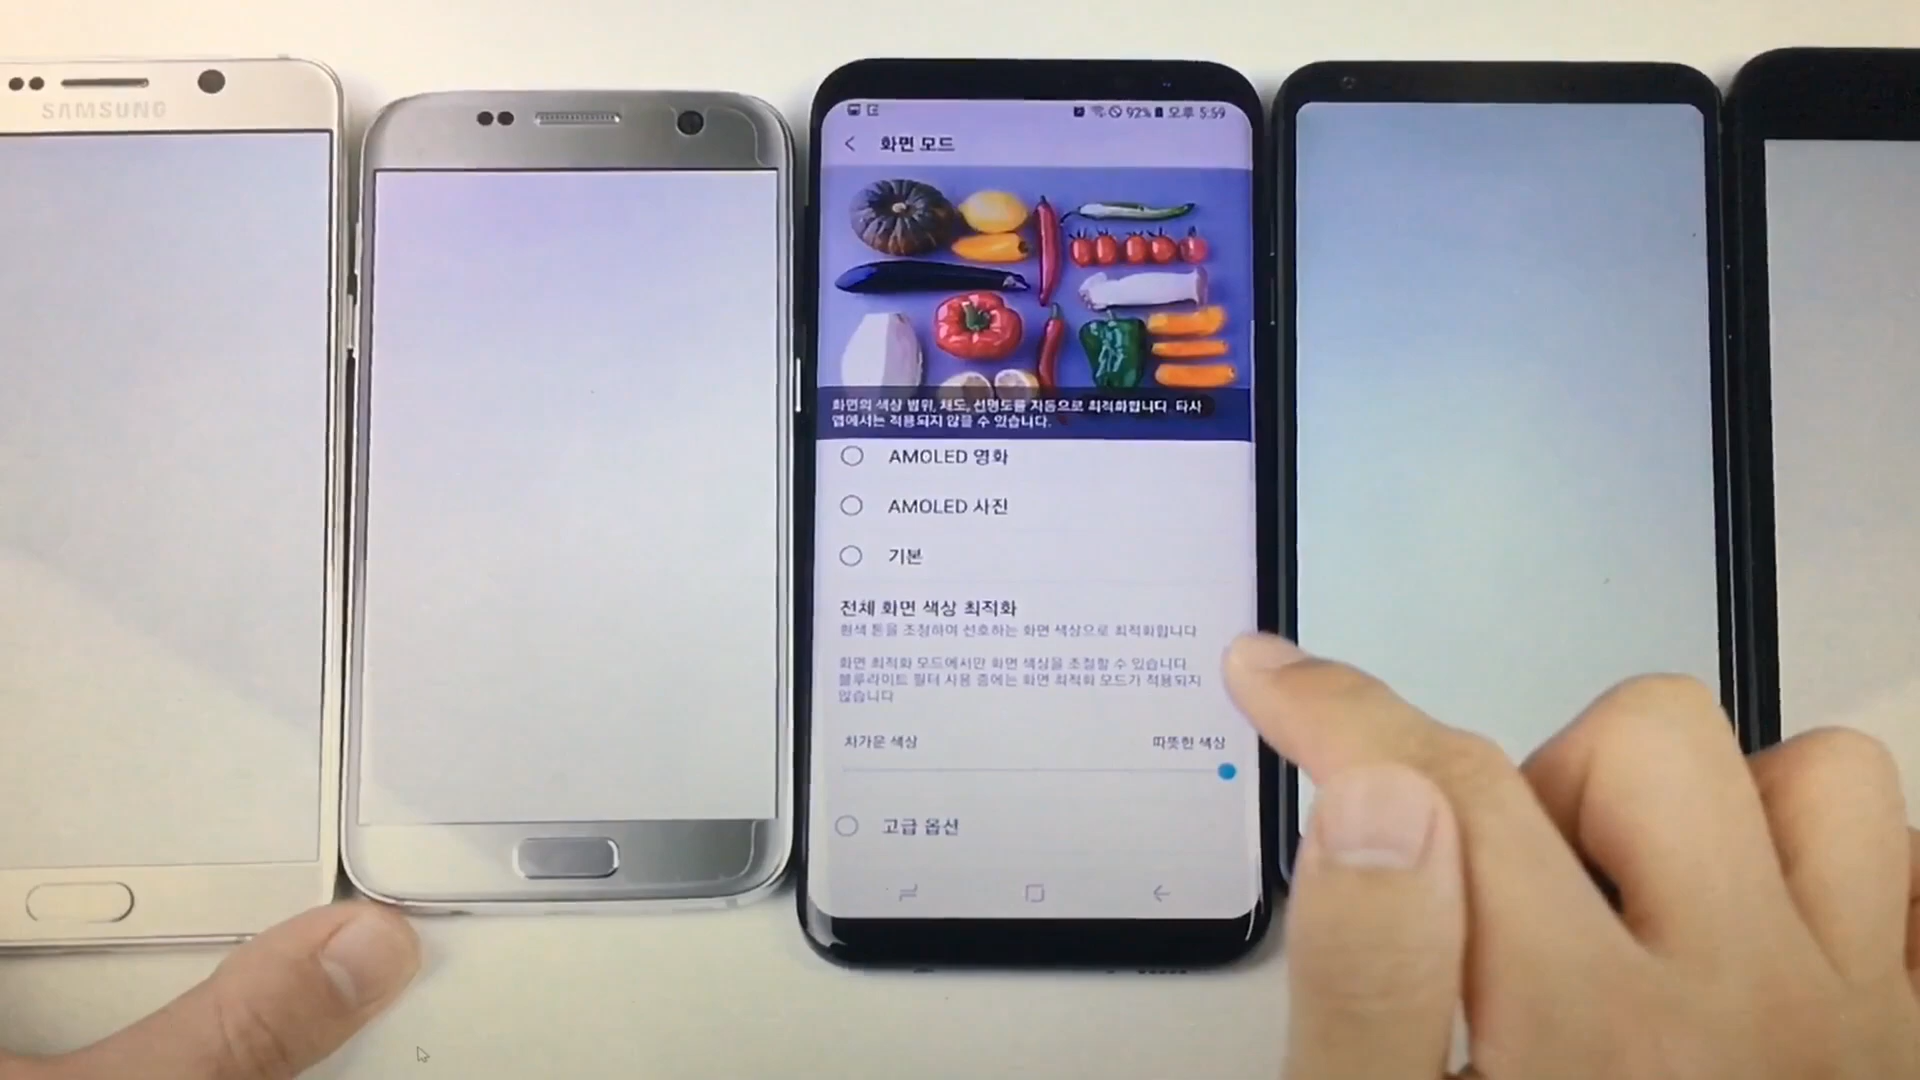 SAMSUNG
92% 오후 5:59
화면 모드
화면의 색상 범위, 채도, 선명도를 자동으로 최적화합니다. 타사
앱에서는 적용되지 않을 수 있습니다.
AMOLED 영화
AMOLED 사진
기본
전체 화면 색상 최적화
흰색 톤을 조정하여 선호하는 화면 색상으로 최적화합니다
화면 최적화 모드에서만 화면 색상을 조절할 수 있습니다.
블루라이트 필터 사용 중에는 화면 최적화 모드가 적용되지
않습니다
차가운 색상
따뜻한 색상
고급 옵션